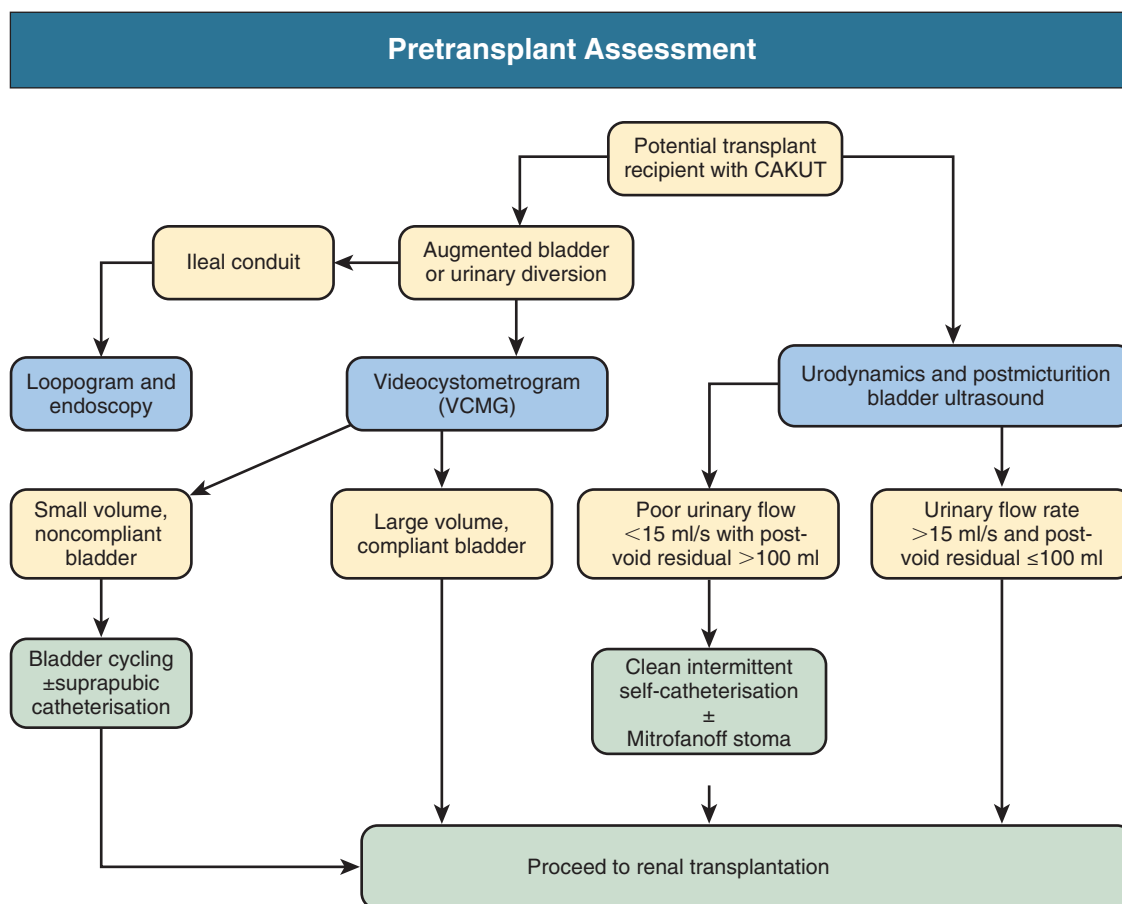 Pretransplant Assessment
Potential transplant
recipient with CAKUT
Ileal conduit
Augmented bladder
or urinary diversion
Loopogram and
endoscopy
Videocystometrogram
(VCMG)
Urodynamics and postmicturition
bladder ultrasound
Small volume,
noncompliant
bladder
Large volume,
compliant bladder
Poor urinary flow
<15 ml/s with post-
void residual >100 ml
Urinary flow rate
>15 ml/s and post-
void residual ≤100 ml
Bladder cycling
±suprapubic
catheterisation
Clean intermittent
self-catheterisation
±
Mitrofanoff stoma
Proceed to renal transplantation